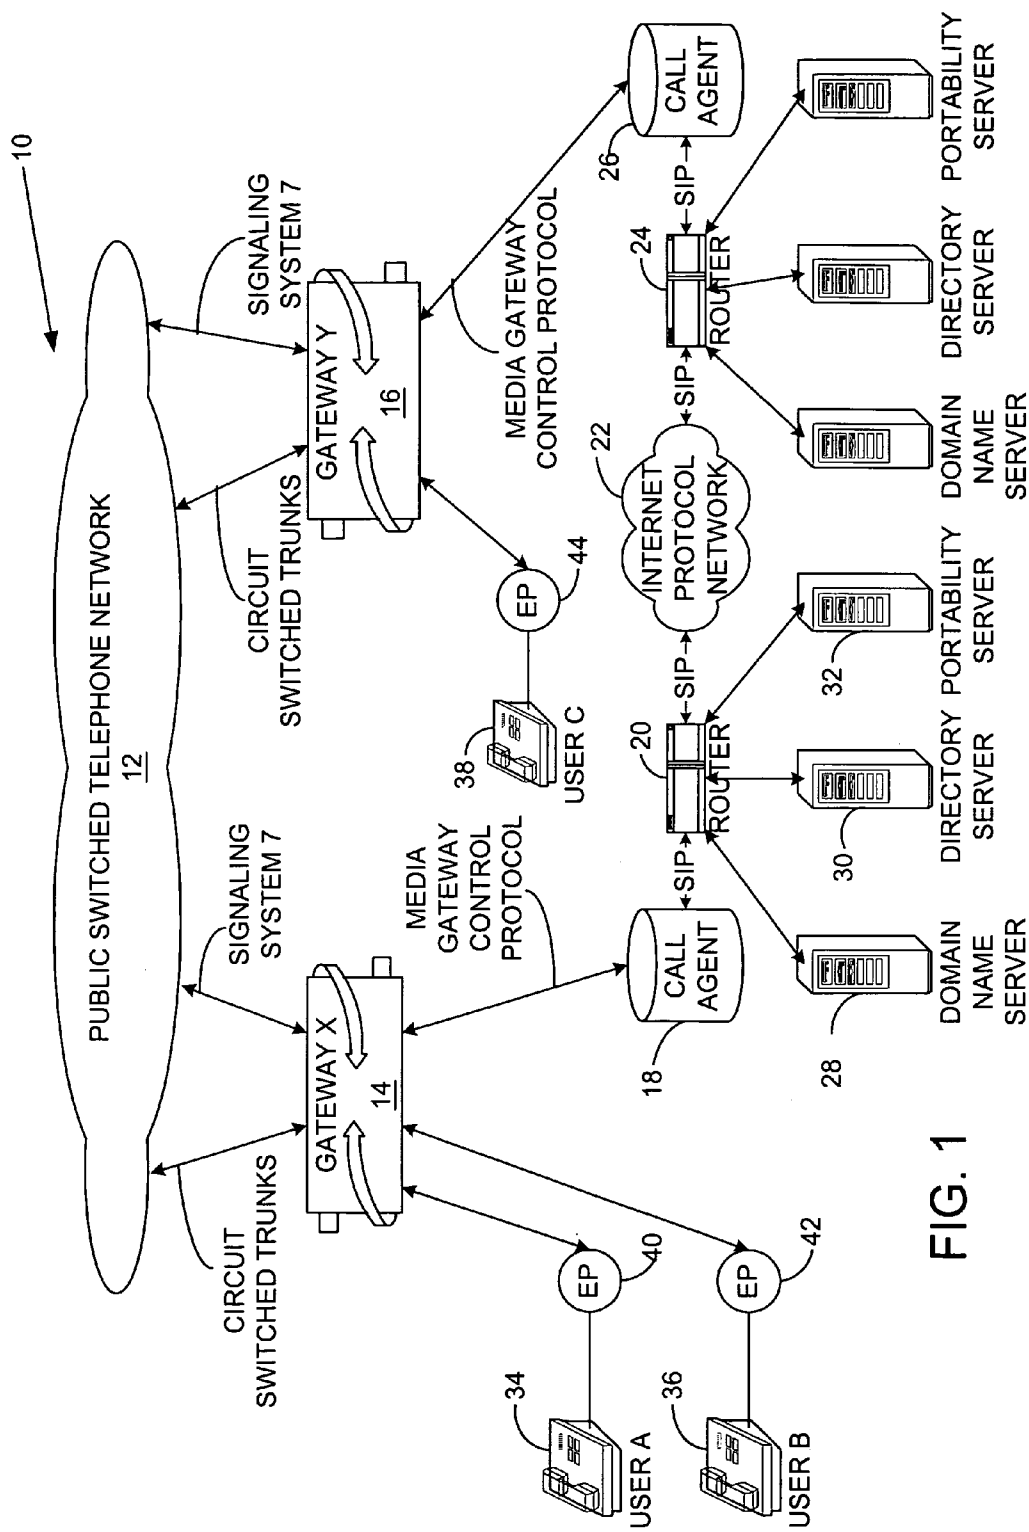 10
PUBLIC SWITCHED TELEPHONE NETWORK
12
CIRCUIT
SWITCHED TRUNKS
SIGNALING
SYSTEM 7
CIRCUIT
SWITCHED TRUNKS
SIGNALING
SYSTEM 7
GATEWAY X
14
GATEWAY Y
16
MEDIA
GATEWAY
CONTROL
PROTOCOL
MEDIA GATEWAY
CONTROL PROTOCOL
34
USER A
EP
40
36
USER B
EP
42
38
USER C
EP
44
18
CALL
AGENT
SIP
20
ROUTER
SIP
22
INTERNET
PROTOCOL
NETWORK
SIP
24
ROUTER
SIP
26
CALL
AGENT
28
DOMAIN
NAME
SERVER
30
DIRECTORY
SERVER
32
PORTABILITY
SERVER
DOMAIN
NAME
SERVER
DIRECTORY
SERVER
PORTABILITY
SERVER
FIG. 1